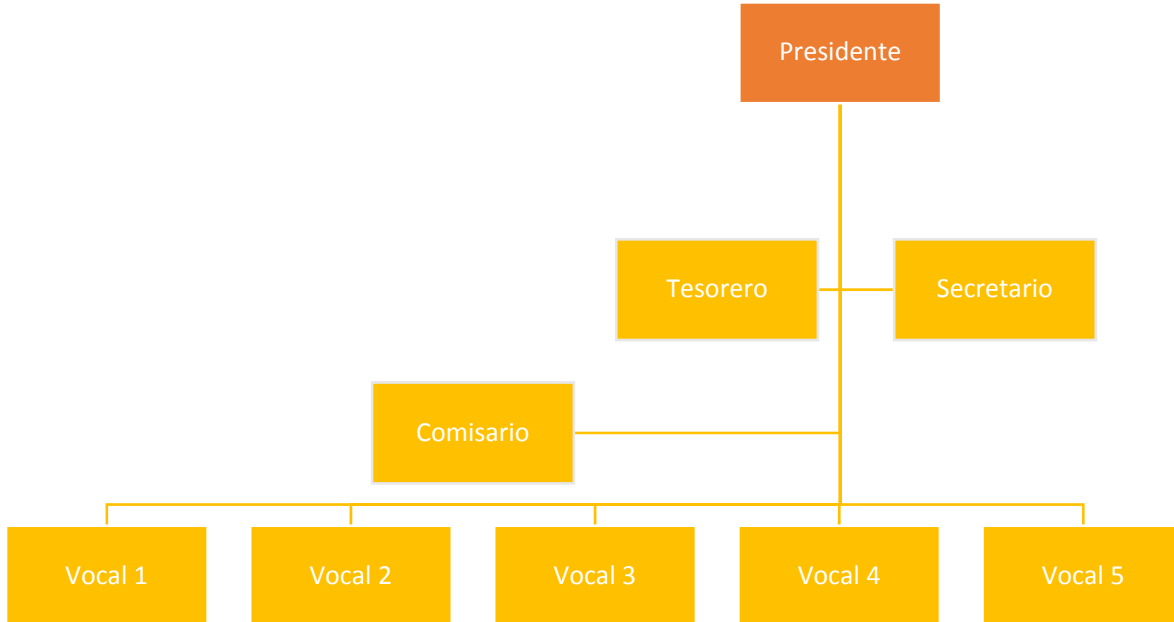 Presidente
Tesorero
Secretario
Comisario
Vocal 1
Vocal 2
Vocal 3
Vocal 4
Vocal 5